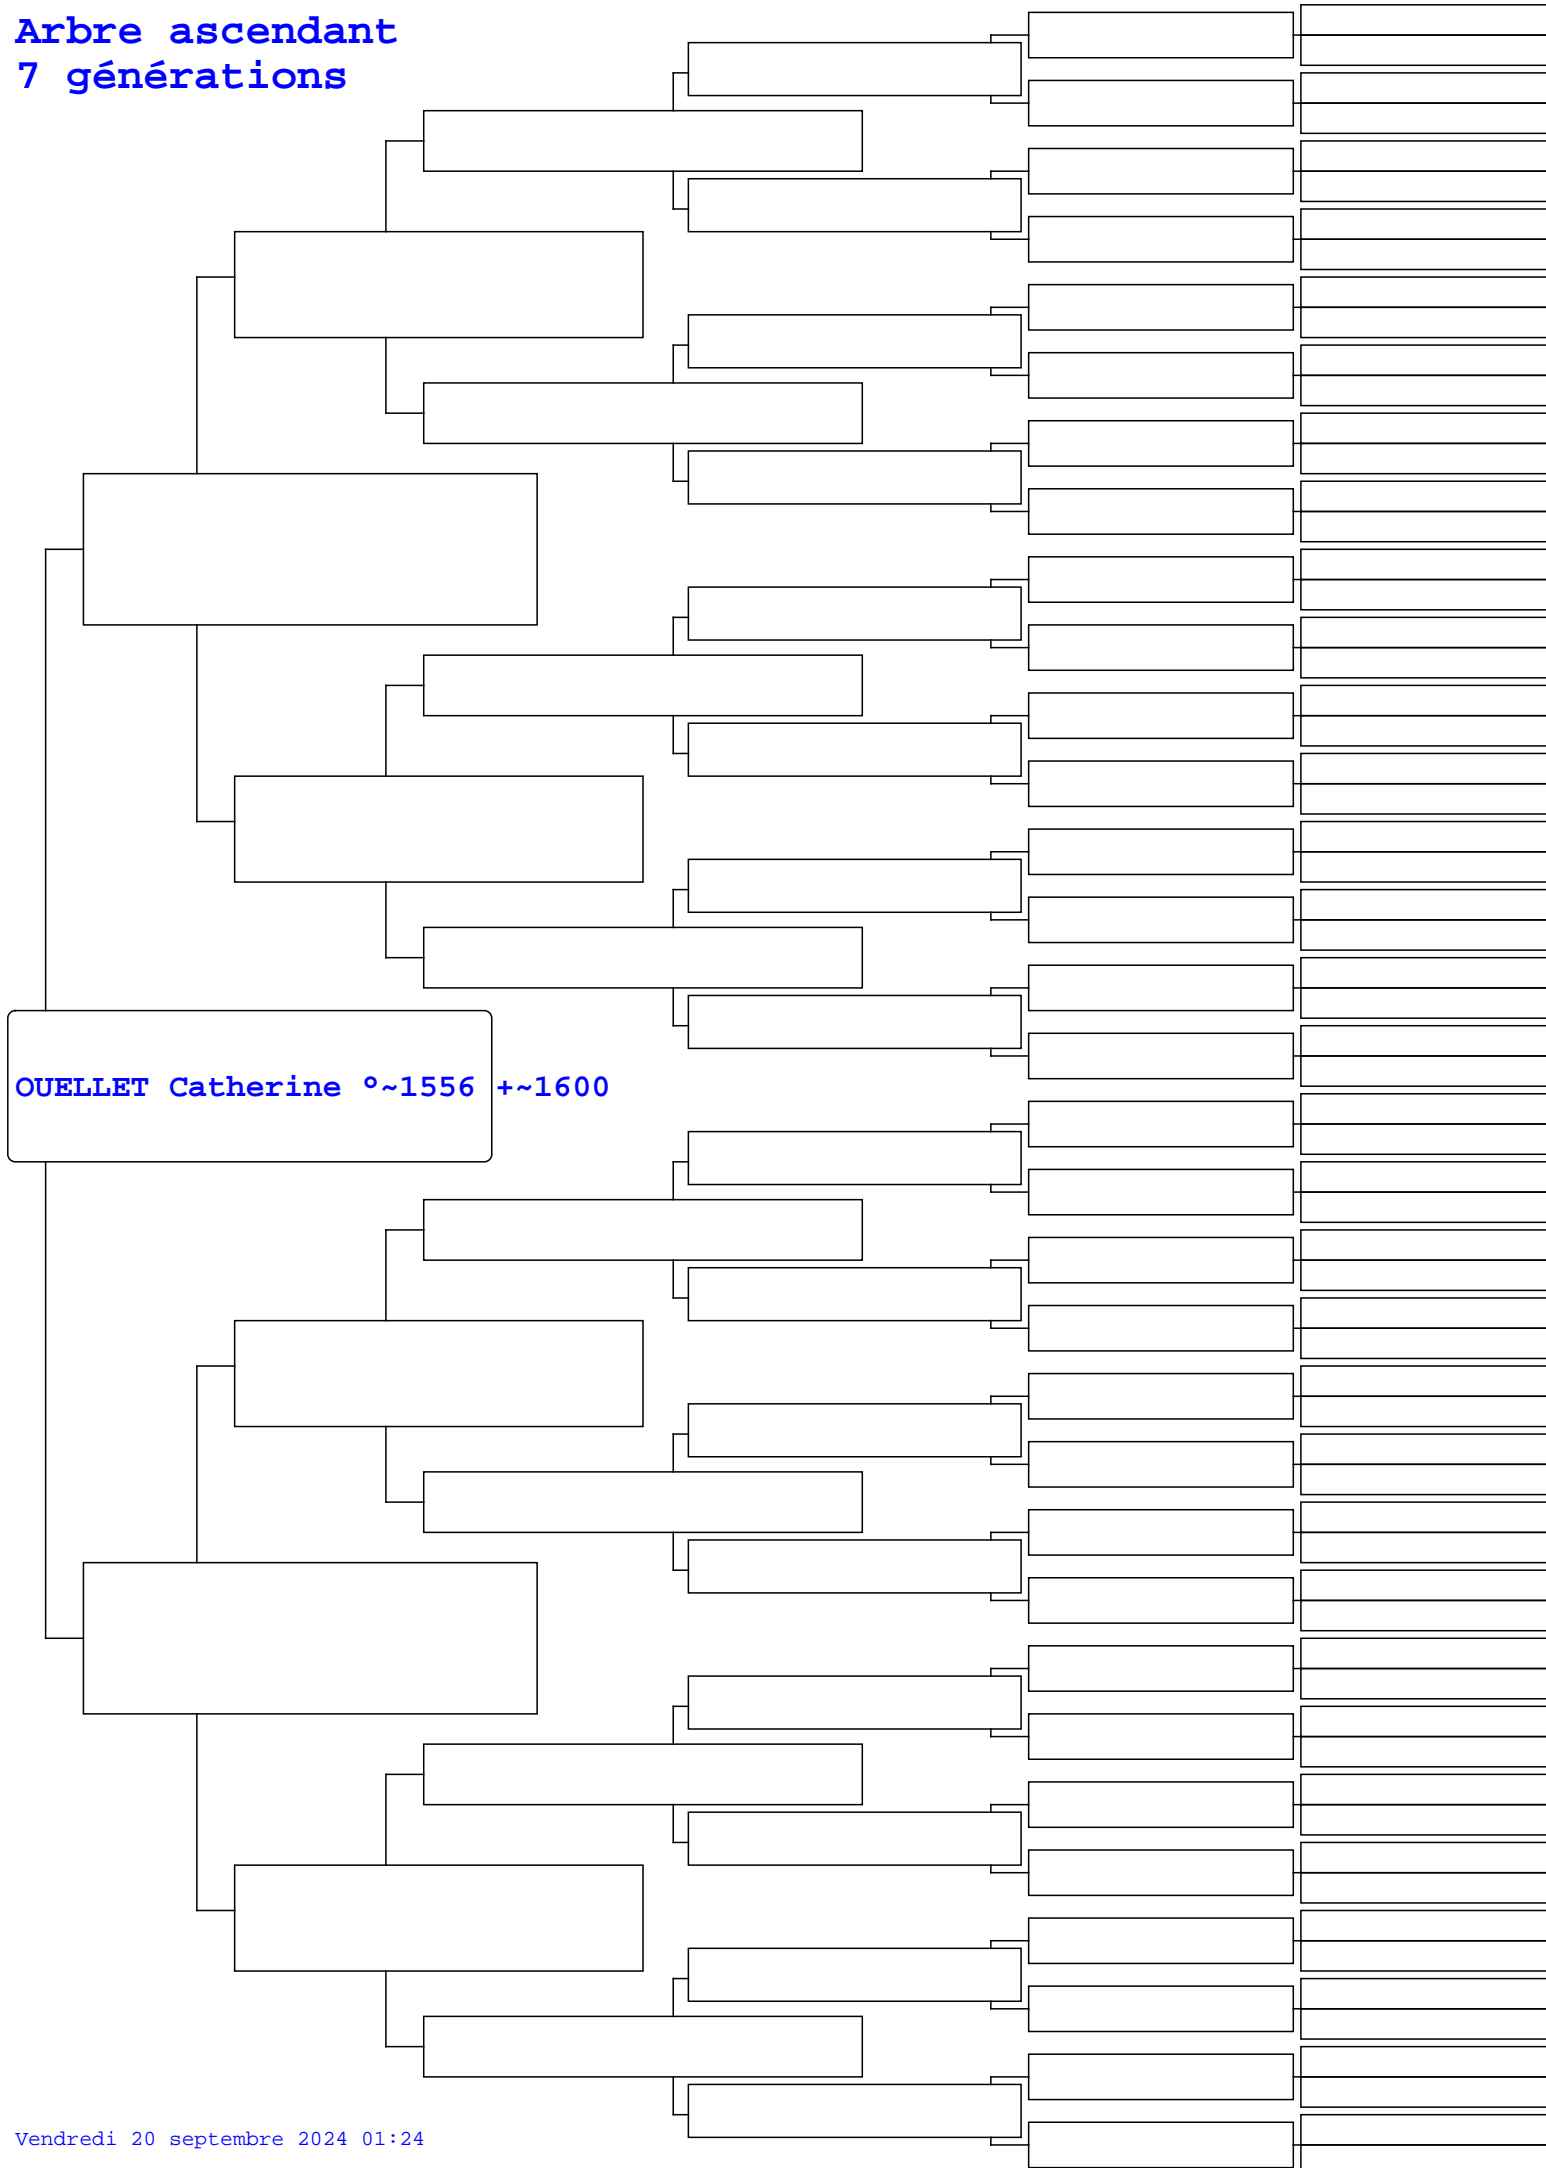 Arbre ascendant
7 générations
OUELLET Catherine °~1556 +~1600
Vendredi 20 septembre 2024 01:24